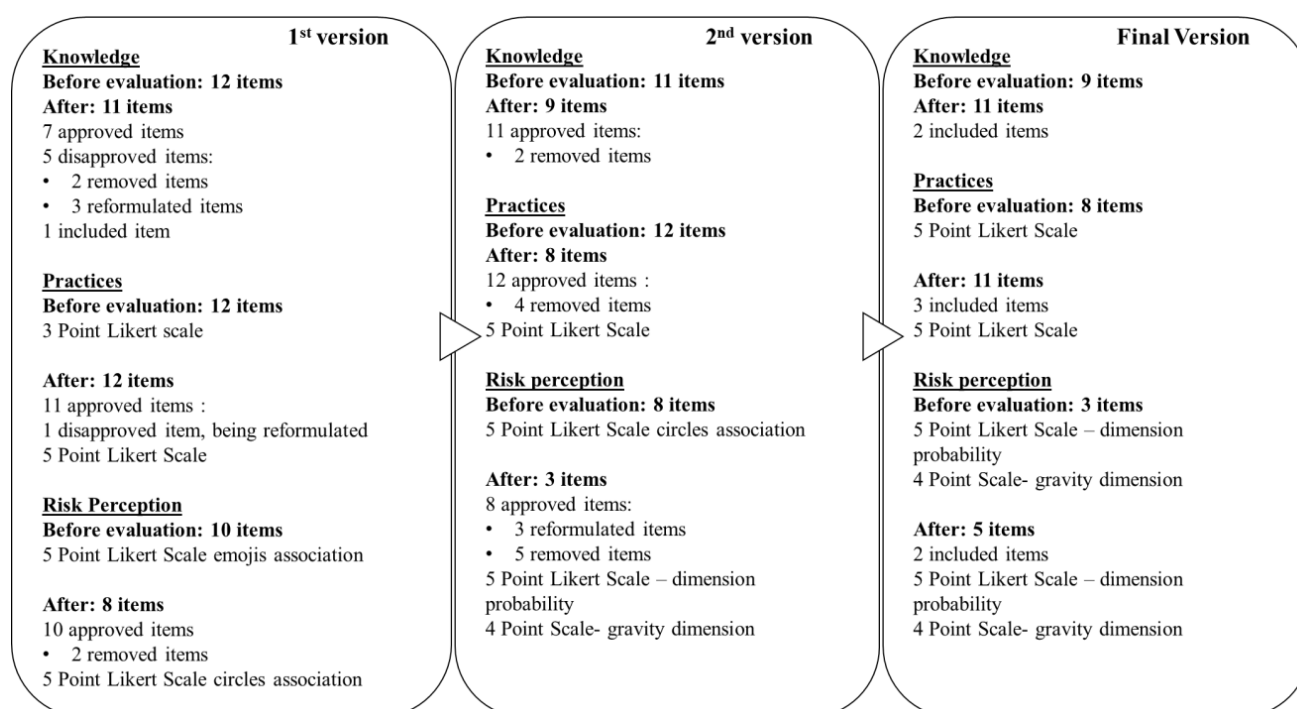 1st version
Knowledge
Before evaluation: 12 items
After: 11 items
7 approved items
5 disapproved items:
• 2 removed items
• 3 reformulated items
1 included item
Practices
Before evaluation: 12 items
3 Point Likert scale
After: 12 items
11 approved items :
1 disapproved item, being reformulated
5 Point Likert Scale
Risk Perception
Before evaluation: 10 items
5 Point Likert Scale emojis association
After: 8 items
10 approved items
• 2 removed items
5 Point Likert Scale circles association
2nd version
Knowledge
Before evaluation: 11 items
After: 9 items
11 approved items:
• 2 removed items
Practices
Before evaluation: 12 items
After: 8 items
12 approved items :
• 4 removed items
5 Point Likert Scale
Risk perception
Before evaluation: 8 items
5 Point Likert Scale circles association
After: 3 items
8 approved items:
• 3 reformulated items
• 5 removed items
5 Point Likert Scale – dimension
probability
4 Point Scale- gravity dimension
Final Version
Knowledge
Before evaluation: 9 items
After: 11 items
2 included items
Practices
Before evaluation: 8 items
5 Point Likert Scale
After: 11 items
3 included items
5 Point Likert Scale
Risk perception
Before evaluation: 3 items
5 Point Likert Scale – dimension
probability
4 Point Scale- gravity dimension
After: 5 items
2 included items
5 Point Likert Scale – dimension
probability
4 Point Scale- gravity dimension